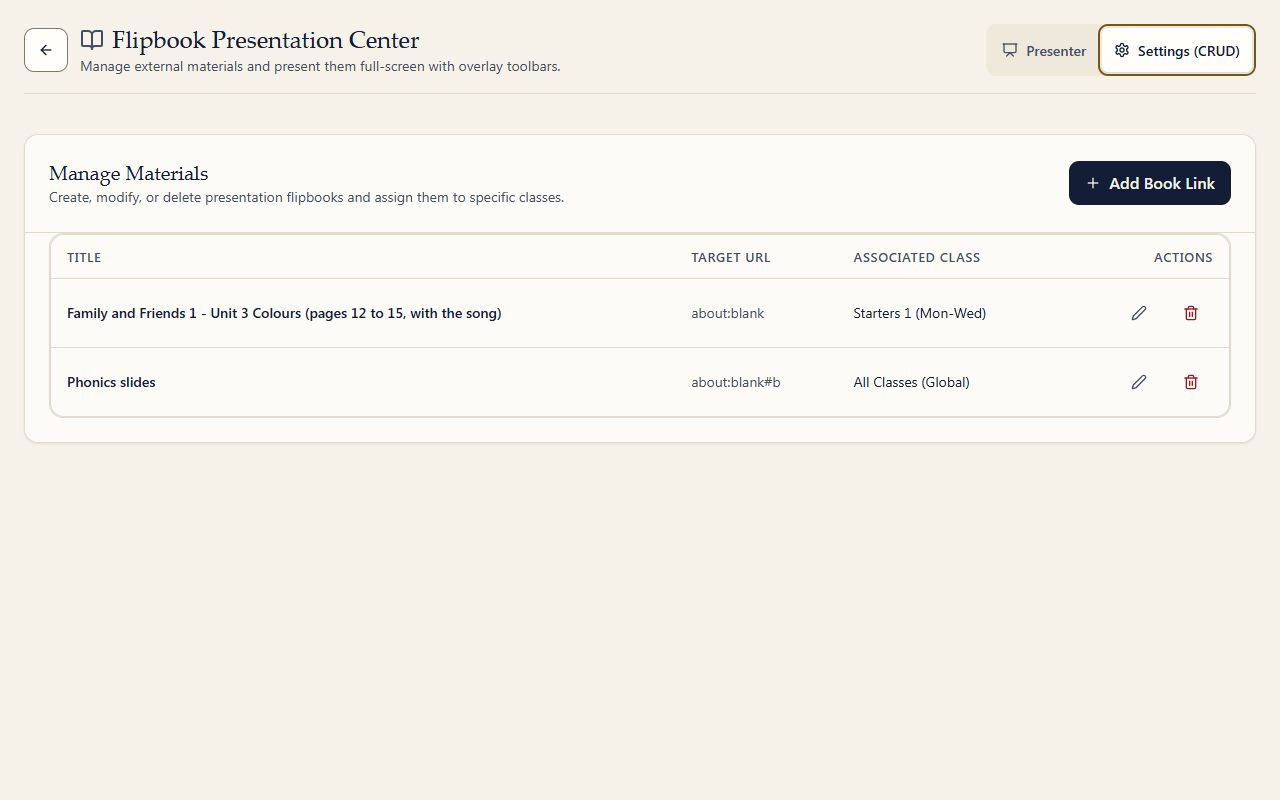 Flipbook Presentation Center
Manage external materials and present them full-screen with overlay toolbars.
Presenter
Settings (CRUD)
Manage Materials
Create, modify, or delete presentation flipbooks and assign them to specific classes.
Add Book Link
TITLE TARGET URL ASSOCIATED CLASS ACTIONS
Family and Friends 1 - Unit 3 Colours (pages 12 to 15, with the song) about:blank Starters 1 (Mon-Wed)
Phonics slides about:blank#b All Classes (Global)